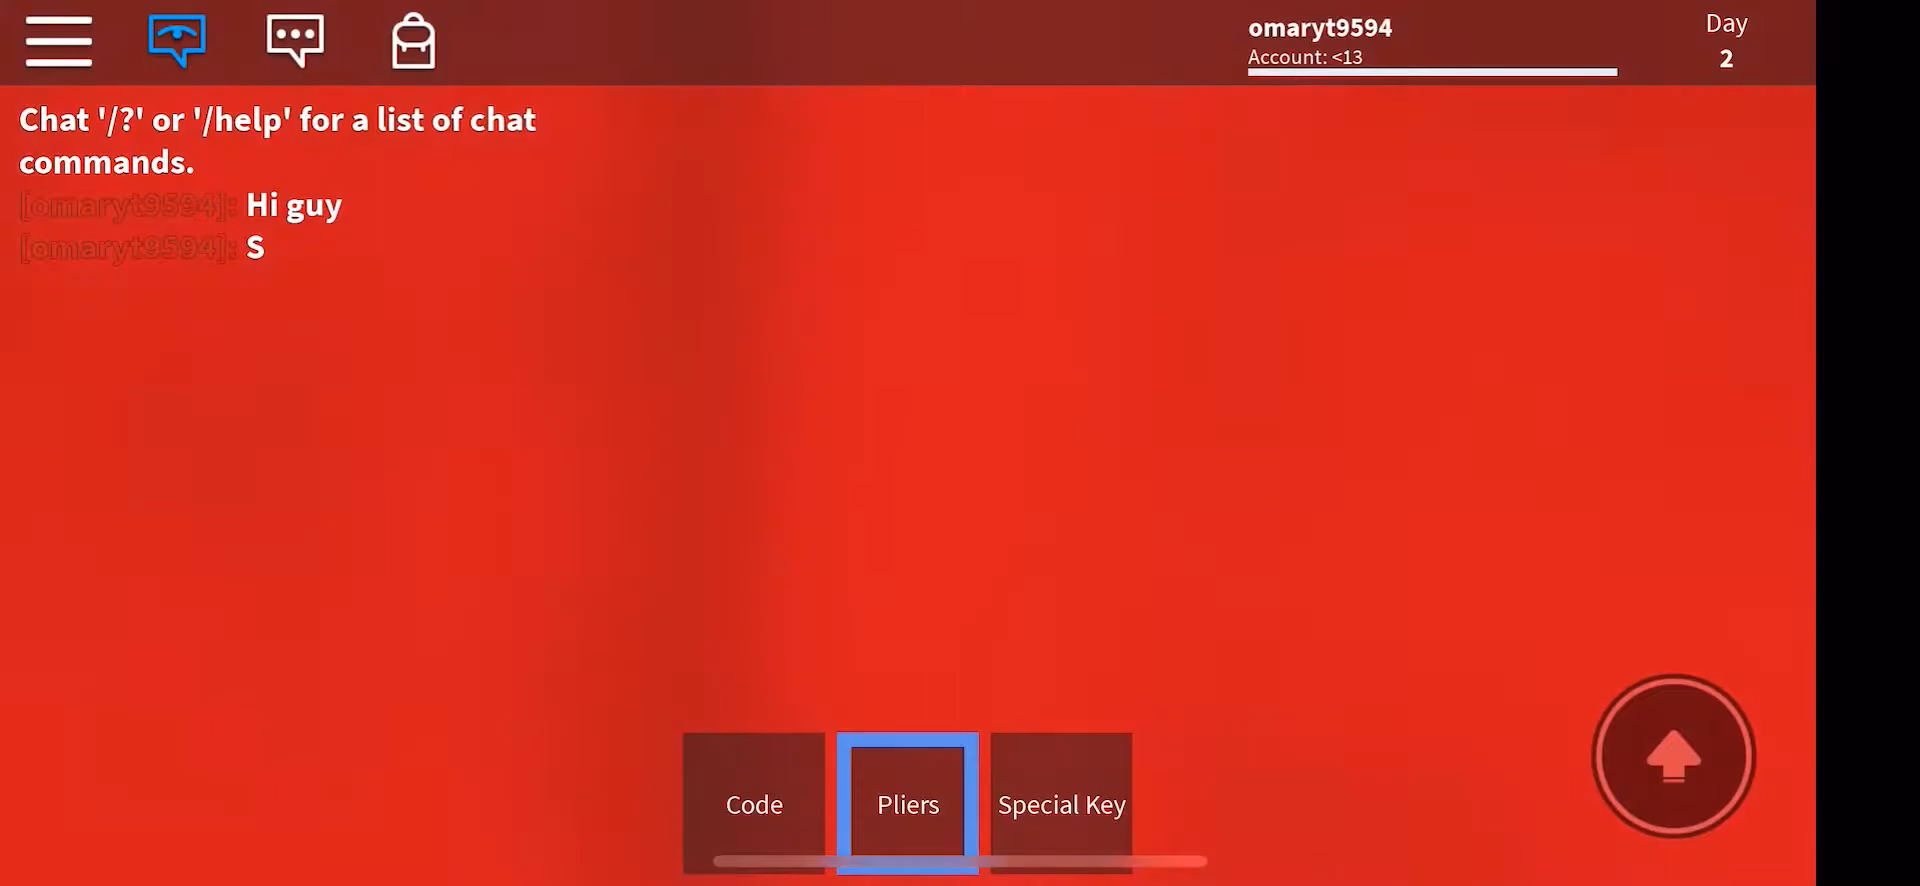 omaryt9594
Account: <13
Day
2
Chat '/?' or '/help' for a list of chat
commands.
[omaryt9594]: Hi guy
[omaryt9594]: S
Code
Pliers
Special Key